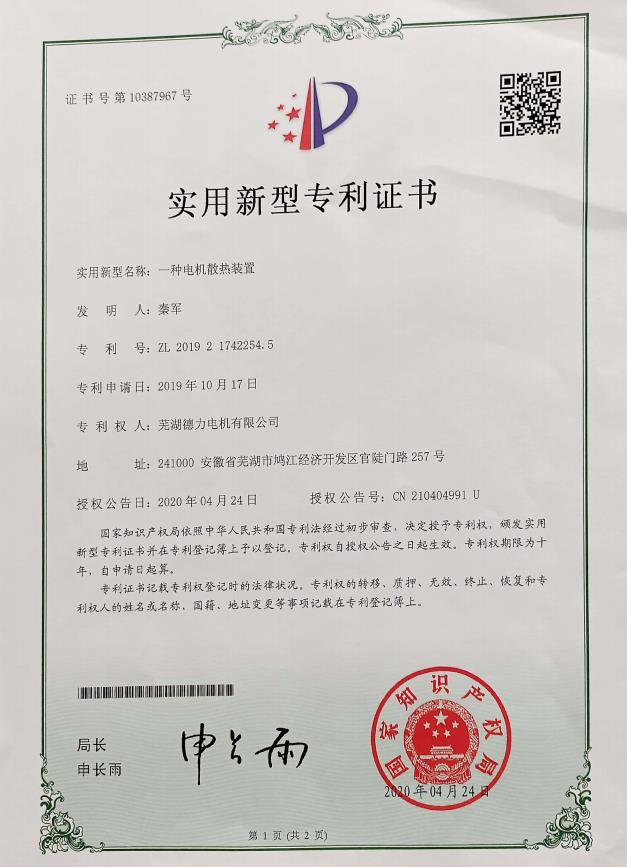 证书号第10387967号
实用新型专利证书
实用新型名称：一种电机散热装置
发明人：秦军
专利号：ZL 2019 2 1742254.5
专利申请日：2019年10月17日
专利权人：芜湖德力电机有限公司
地址：241000 安徽省芜湖市鸠江经济开发区官陡门路257号
授权公告日：2020年04月24日 授权公告号：CN 210404991 U
国家知识产权局依照中华人民共和国专利法经过初步审查，决定授予专利权，颁发实用
新型专利证书并在专利登记簿上予以登记。专利权自授权公告之日起生效。专利权期限为十
年，自申请日起算。
专利证书记载专利权登记时的法律状况。专利权的转移、质押、无效、终止、恢复和专
利权人的姓名或名称、国籍、地址变更等事项记载在专利登记簿上。
局长
申长雨
申长雨
国家知识产权局
2020年04月24日
第1页(共2页)